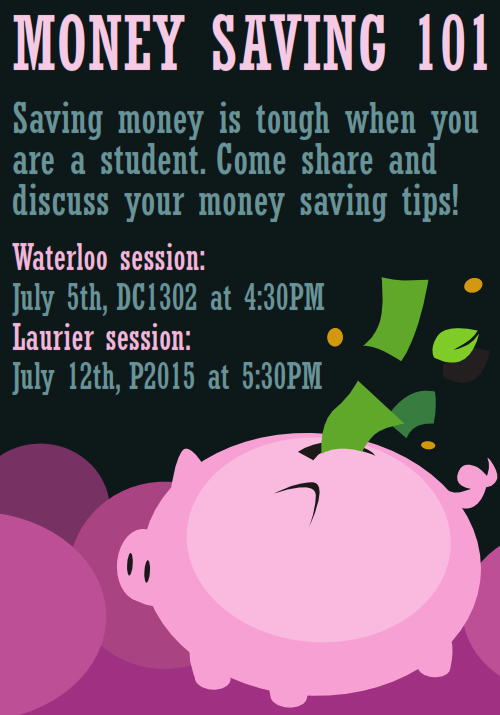 MONEY SAVING 101
Saving money is tough when you
are a student. Come share and
discuss your money saving tips!
Waterloo session:
July 5th, DC1302 at 4:30PM
Laurier session:
July 12th, P2015 at 5:30PM